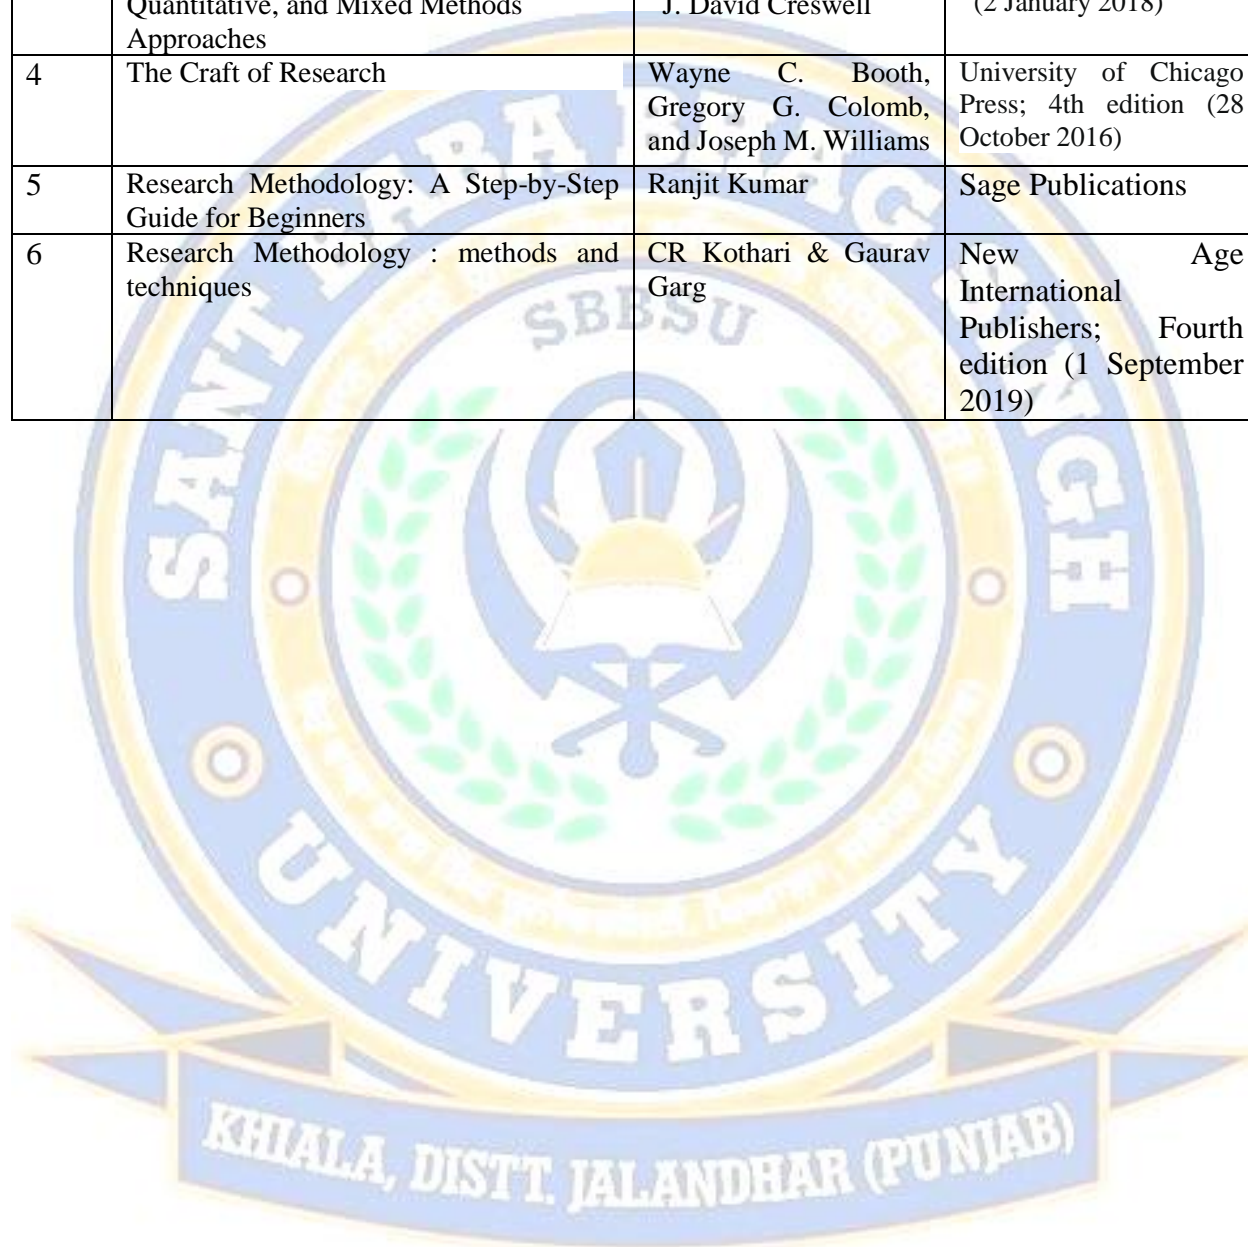 Quantitative, and Mixed Methods
Approaches
J. David Creswell
(2 January 2018)
4
The Craft of Research
Wayne C. Booth,
Gregory G. Colomb,
and Joseph M. Williams
University of Chicago
Press; 4th edition (28
October 2016)
5
Research Methodology: A Step-by-Step
Guide for Beginners
Ranjit Kumar
Sage Publications
6
Research Methodology : methods and
techniques
CR Kothari & Gaurav
Garg
New Age
International
Publishers; Fourth
edition (1 September
2019)
SANT BABA BHAG SINGH
SBBSU
UNIVERSITY
KHIALA, DISTT. JALANDHAR (PUNJAB)